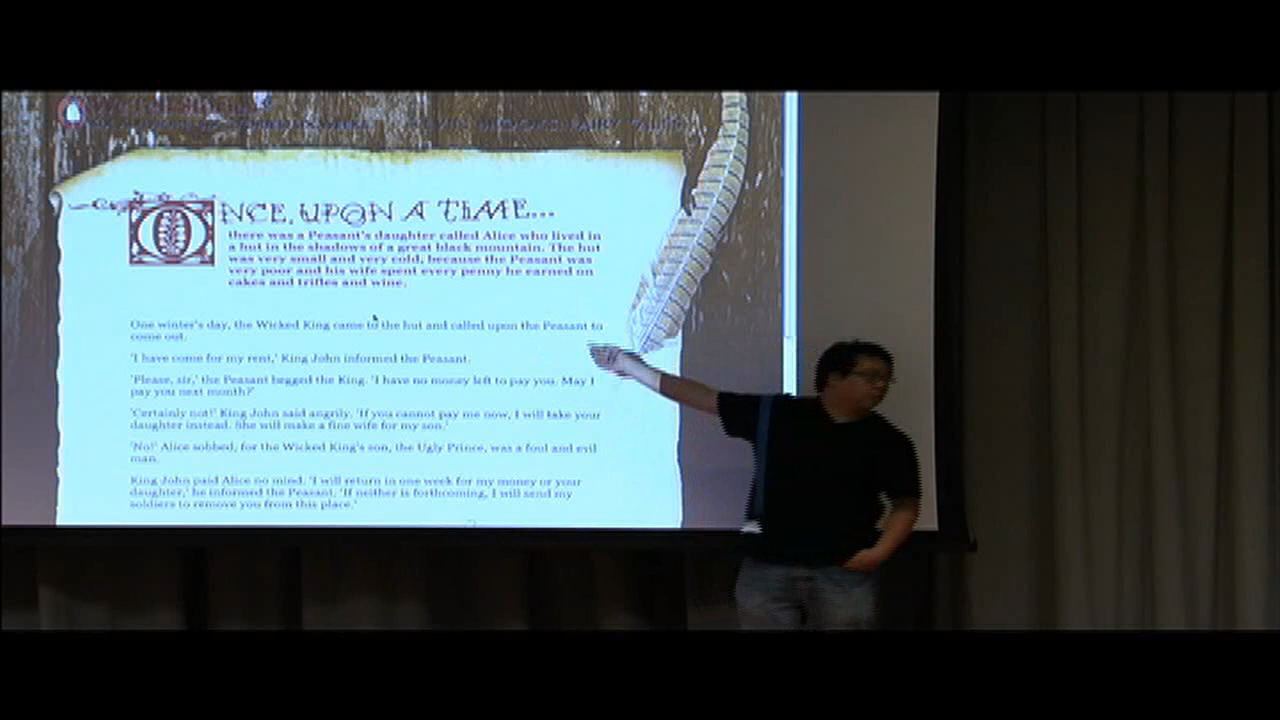 ONCE, UPON A TIME...
there was a Peasant's daughter called Alice who lived in
a hut in the shadows of a great black mountain. The hut
was very small and very cold, because the Peasant was
very poor and his wife spent every penny he earned on
cakes and trifles and wine.
One winter's day, the Wicked King came to the hut and called upon the Peasant to
come out.
'I have come for my rent,' King John informed the Peasant.
'Please, sir,' the Peasant begged the King. 'I have no money left to pay you. May I
pay you next month?'
'Certainly not!' King John said angrily. 'If you cannot pay me now, I will take your
daughter instead. She will make a fine wife for my son.'
'No!' Alice sobbed, for the Wicked King's son, the Ugly Prince, was a foul and evil
man.
King John paid Alice no mind. 'I will return in one week for my money or your
daughter,' he informed the Peasant. 'If neither is forthcoming, I will send my
soldiers to remove you from this place.'